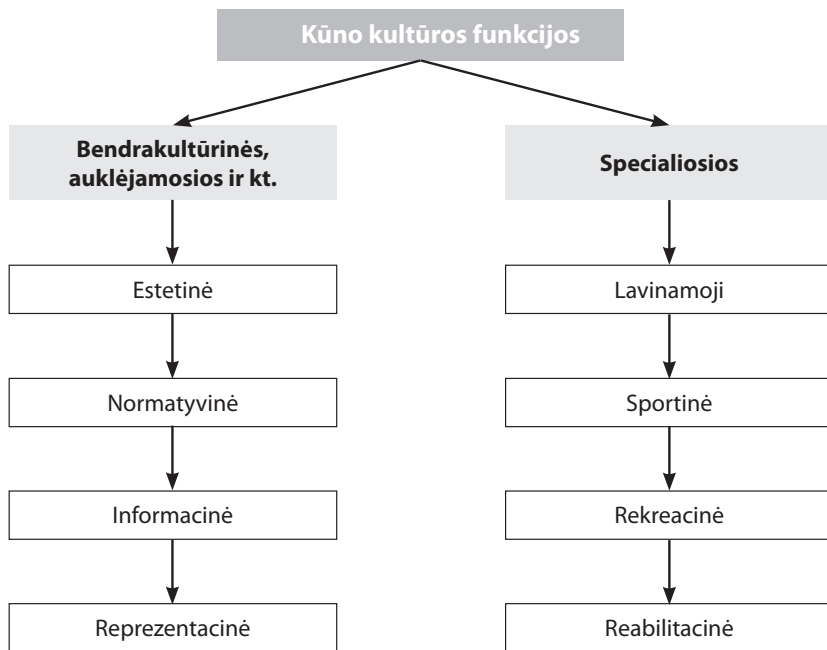 Kūno kultūros funkcijos
Bendrakultūrinės,
auklėjamosios ir kt.
Estetinė
Normatyvinė
Informacinė
Reprezentacinė
Specialiosios
Lavinamoji
Sportinė
Rekreacinė
Reabilitacinė